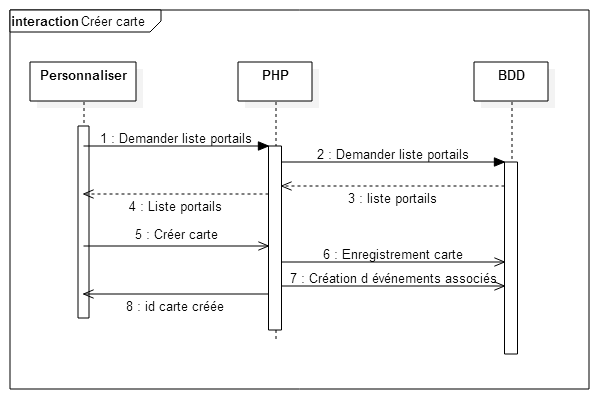 interaction Créer carte
Personnaliser
PHP
BDD
1 : Demander liste portails
2 : Demander liste portails
3 : liste portails
4 : Liste portails
5 : Créer carte
6 : Enregistrement carte
7 : Création d événements associés
8 : id carte créée